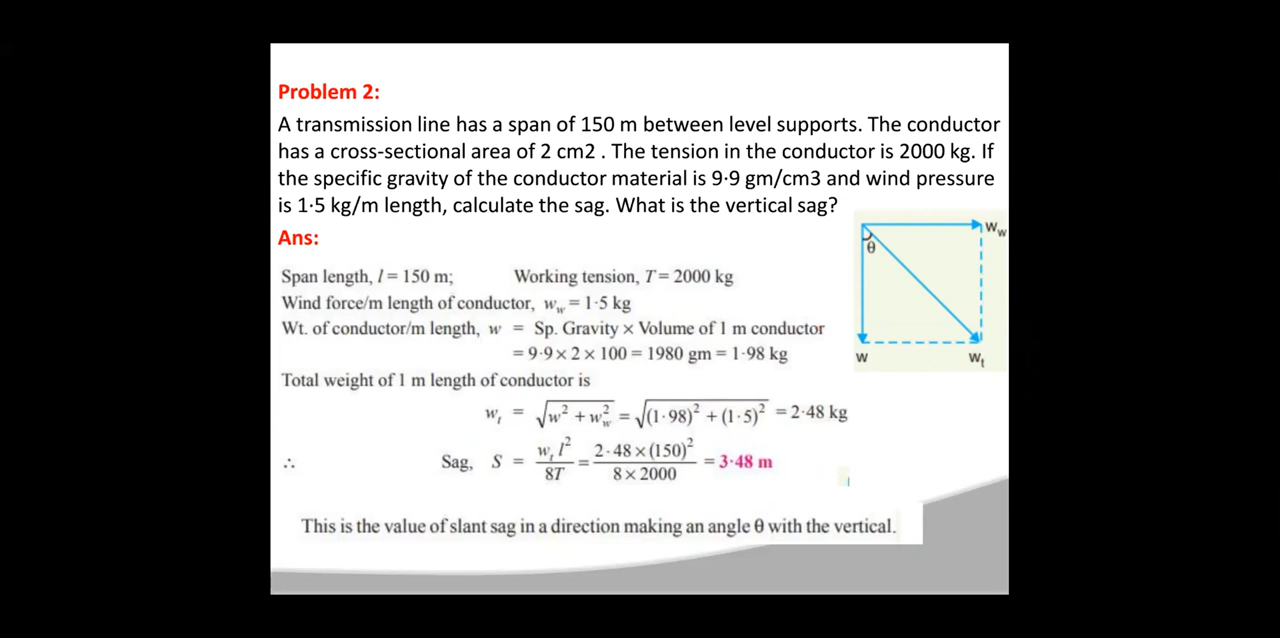 Problem 2:
A transmission line has a span of 150 m between level supports. The conductor
has a cross-sectional area of 2 cm2 . The tension in the conductor is 2000 kg. If
the specific gravity of the conductor material is 9·9 gm/cm3 and wind pressure
is 1·5 kg/m length, calculate the sag. What is the vertical sag?
Ans:
w_w
θ
w
w_t
Span length, l = 150 m; Working tension, T = 2000 kg
Wind force/m length of conductor, w_w = 1·5 kg
Wt. of conductor/m length, w = Sp. Gravity × Volume of 1 m conductor
= 9·9 × 2 × 100 = 1980 gm = 1·98 kg
Total weight of 1 m length of conductor is
w_t = √(w² + w_w²) = √((1·98)² + (1·5)²) = 2·48 kg
∴ Sag, S = w_t l² / 8T = 2·48 × (150)² / 8 × 2000 = 3·48 m
This is the value of slant sag in a direction making an angle θ with the vertical.